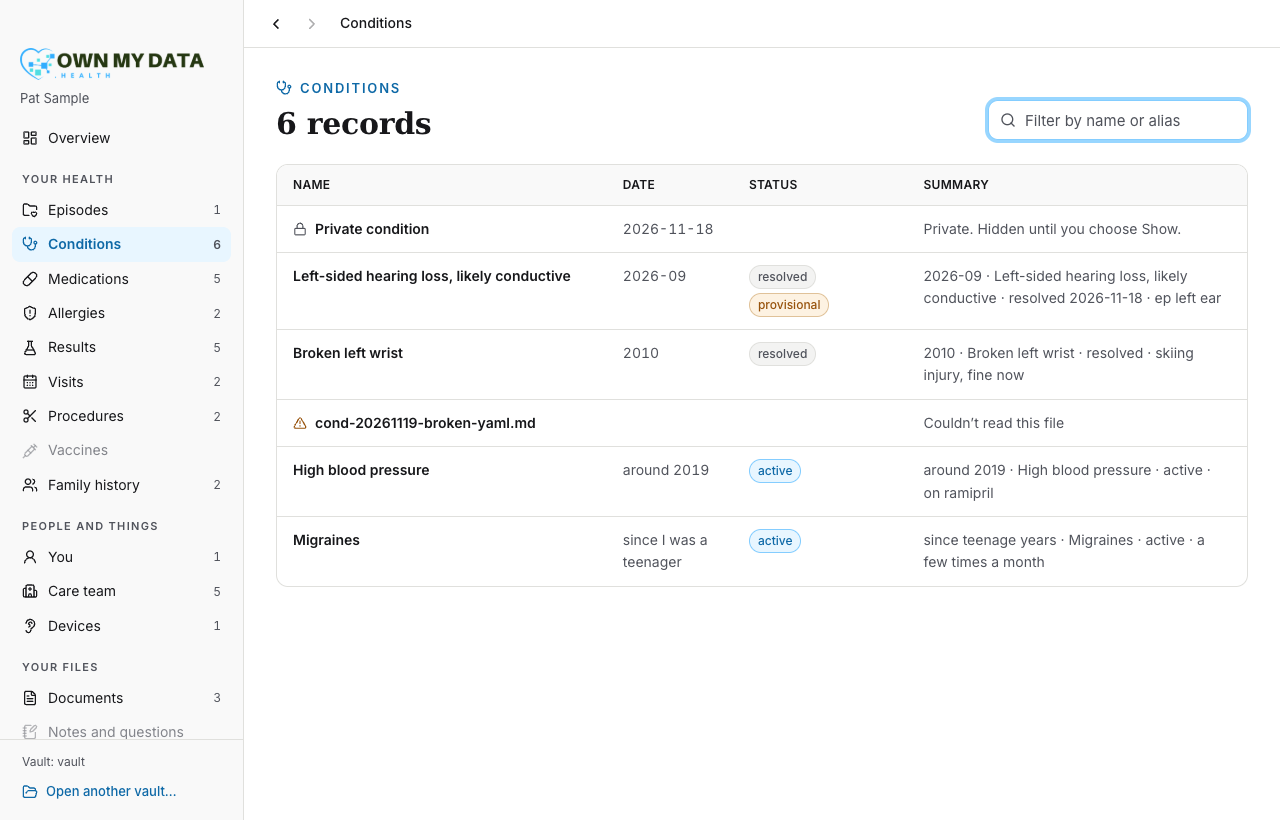 OWN MY DATA
.HEALTH
Pat Sample
Overview
YOUR HEALTH
Episodes 1
Conditions 6
Medications 5
Allergies 2
Results 5
Visits 2
Procedures 2
Vaccines
Family history 2
PEOPLE AND THINGS
You 1
Care team 5
Devices 1
YOUR FILES
Documents 3
Notes and questions
Vault: vault
Open another vault...
Conditions
CONDITIONS
6 records
Filter by name or alias
NAME DATE STATUS SUMMARY
Private condition 2026-11-18 Private. Hidden until you choose Show.
Left-sided hearing loss, likely conductive 2026-09 resolved 2026-09 · Left-sided hearing loss, likely
provisional conductive · resolved 2026-11-18 · ep left ear
Broken left wrist 2010 resolved 2010 · Broken left wrist · resolved · skiing
injury, fine now
cond-20261119-broken-yaml.md Couldn’t read this file
High blood pressure around 2019 active around 2019 · High blood pressure · active ·
on ramipril
Migraines since I was a active since teenage years · Migraines · active · a
teenager few times a month